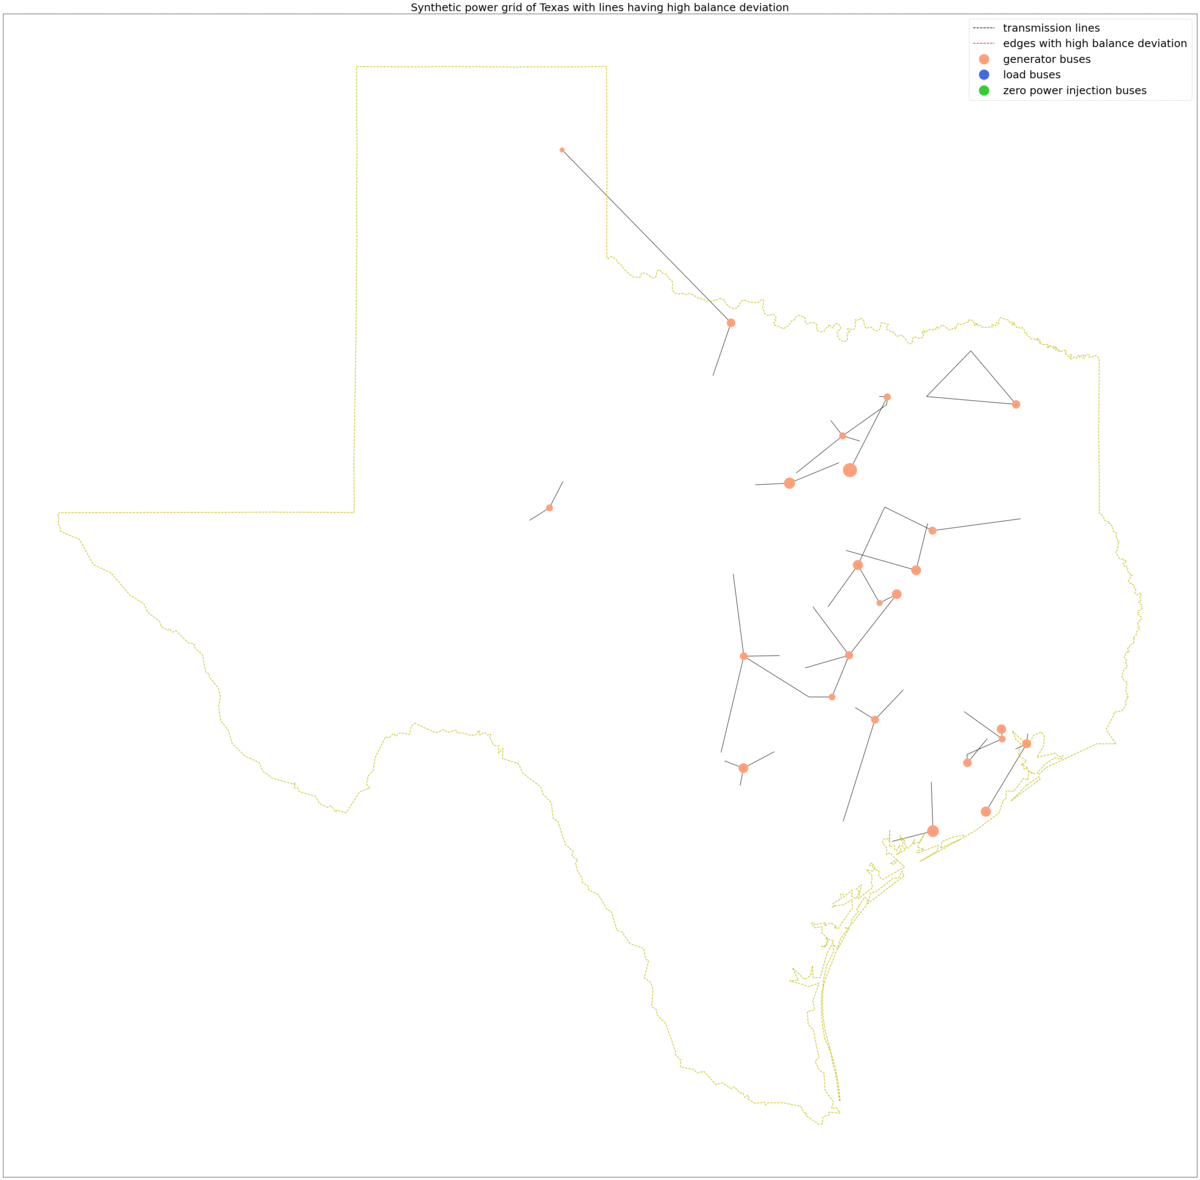 Synthetic power grid of Texas with lines having high balance deviation
transmission lines
edges with high balance deviation
generator buses
load buses
zero power injection buses